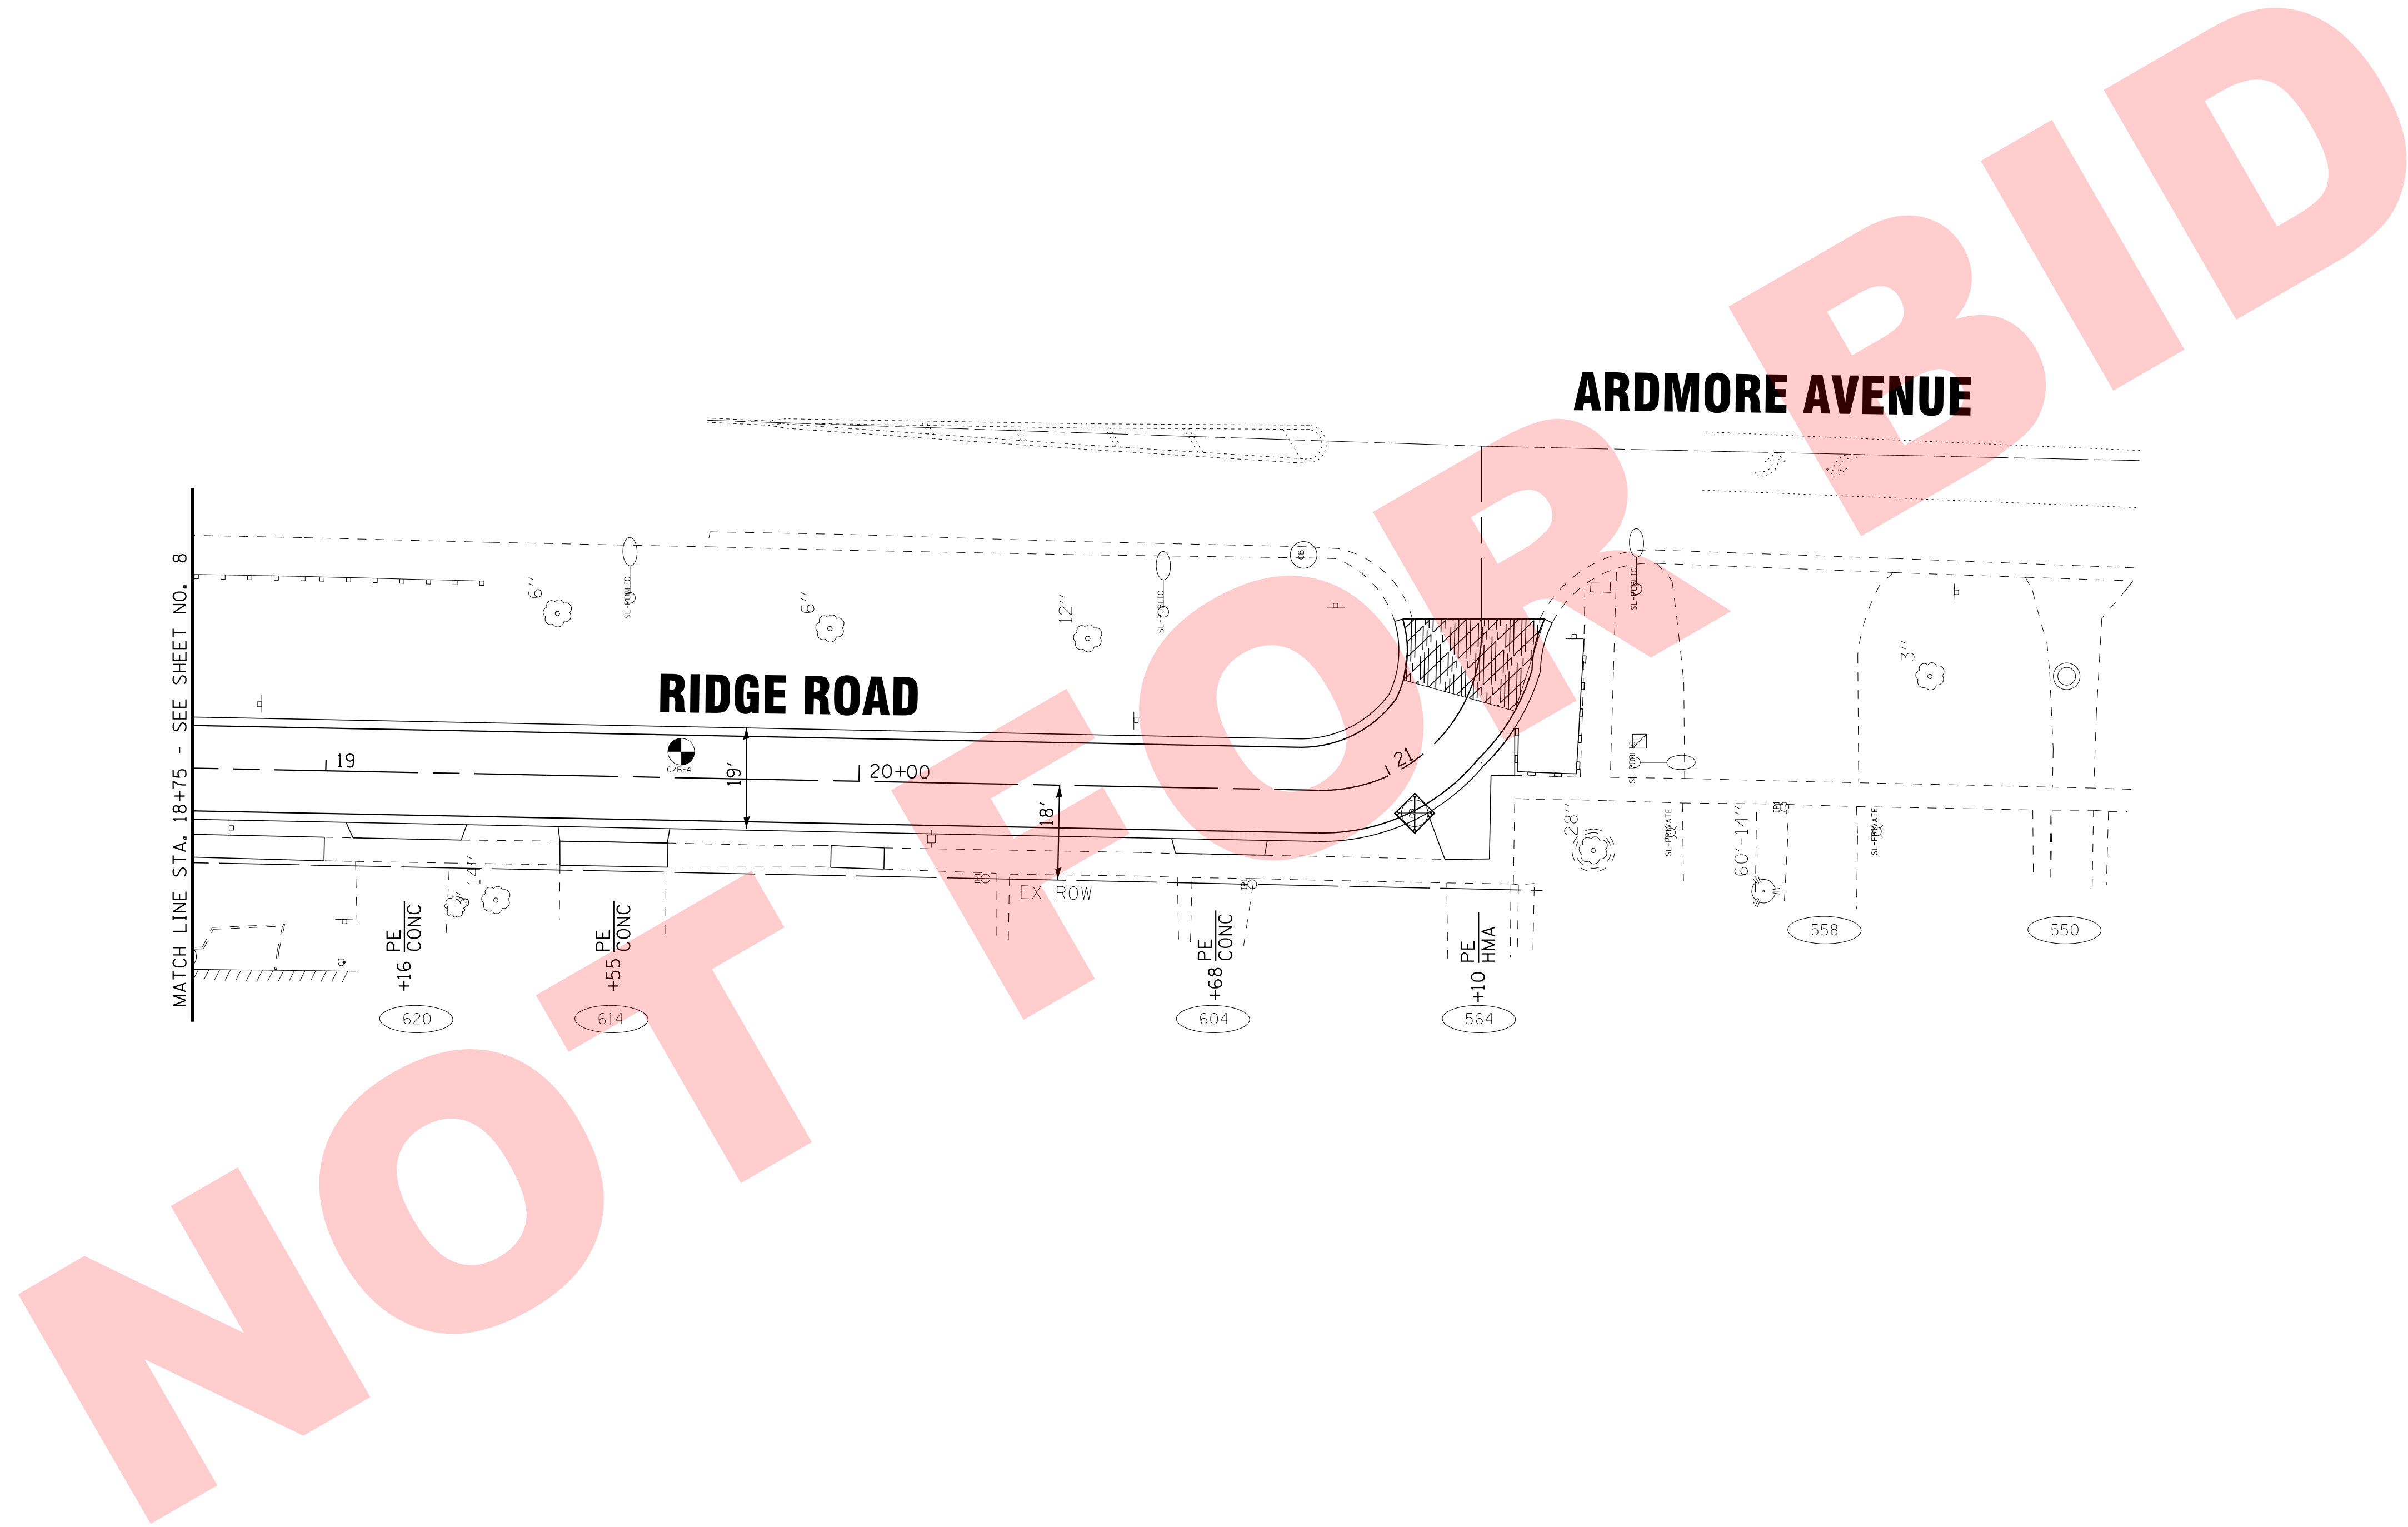 NOT FOR BID
ARDMORE AVENUE
MATCH LINE STA. 18+75 - SEE SHEET NO. 8
6''
SL-PUBLIC
6''
12''
SL-PUBLIC
CB
SL-PUBLIC
3''
RIDGE ROAD
19
C/B-4
19'
20+00
18'
21
SL-PUBLIC
28''
SL-PRIVATE
60'-14''
SL-PRIVATE
14''
3'
EX ROW
+16 PE
CONC
+55 PE
CONC
+68 PE
CONC
+10 PE
HMA
558
550
620
614
604
564